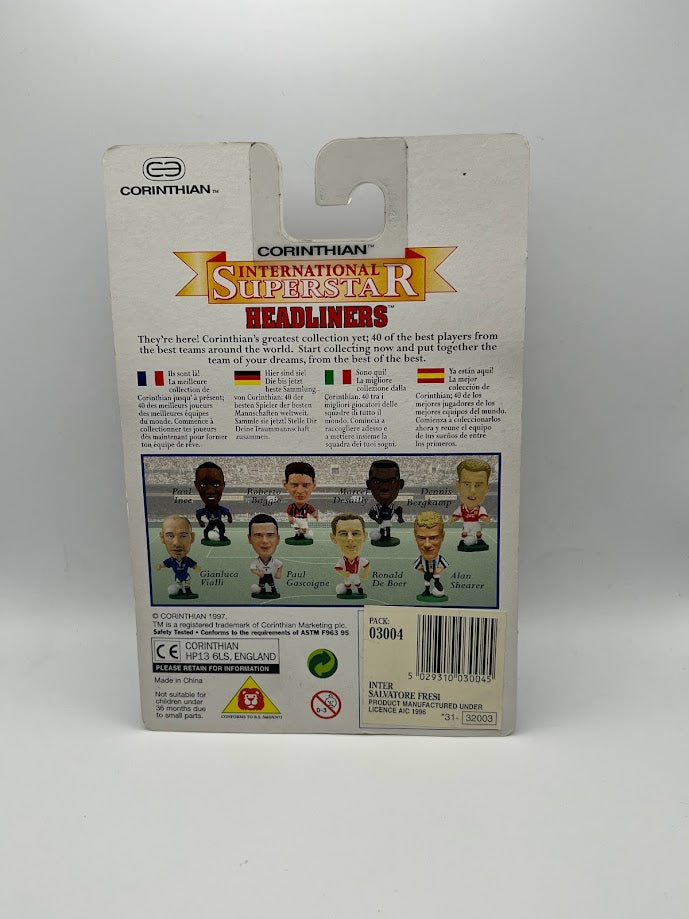 CORINTHIAN™
CORINTHIAN™
INTERNATIONAL
SUPERSTAR
HEADLINERS™
They're here! Corinthian's greatest collection yet; 40 of the best players from
the best teams around the world. Start collecting now and put together the
team of your dreams, from the best of the best.
Ils sont là!
La meilleure
collection de
Corinthian jusqu' à présent;
40 des meilleurs joueurs
des meilleures équipes
du monde. Commence à
collectionner tes joueurs
dès maintenant pour former
ton équipe de rêve.
Hier sind sie!
Die bis jetzt
beste Sammlung
von Corinthian: 40 der
besten Spieler der besten
Mannschaften weltweit.
Sammle sie jetzt! Stelle Dir
Deine Traummannschaft
zusammen.
Sono qui!
La migliore
collezione dalla
Corinthian. 40 tra i
migliori giocatori delle
squadre di tutto il
mondo. Comincia a
raccogliere adesso e
a mettere insieme la
squadra dei tuoi sogni.
Ya están aquí!
La mejor
colección de
Corinthian; 40 de los
mejores jugadores de los
mejores equipos del mundo.
Comienza a coleccionarlos
ahora y reune el equipo
de tus sueños de entre
los primeros.
Paul
Ince
Roberto
Baggio
Marcel
Desailly
Dennis
Bergkamp
Gianluca
Vialli
Paul
Gascoigne
Ronald
De Boer
Alan
Shearer
© CORINTHIAN 1997.
TM is a registered trademark of Corinthian Marketing plc.
Safety Tested • Conforms to the requirements of ASTM F963 95
CE
CORINTHIAN
HP13 6LS, ENGLAND
PLEASE RETAIN FOR INFORMATION
Made in China
Not suitable for
children under
36 months due
to small parts.
CONFORMS TO B.S.
0-3
PACK:
03004
5 029310 030045
INTER
SALVATORE FRESI
PRODUCT MANUFACTURED UNDER
LICENCE AIC 1996
"31- 32003